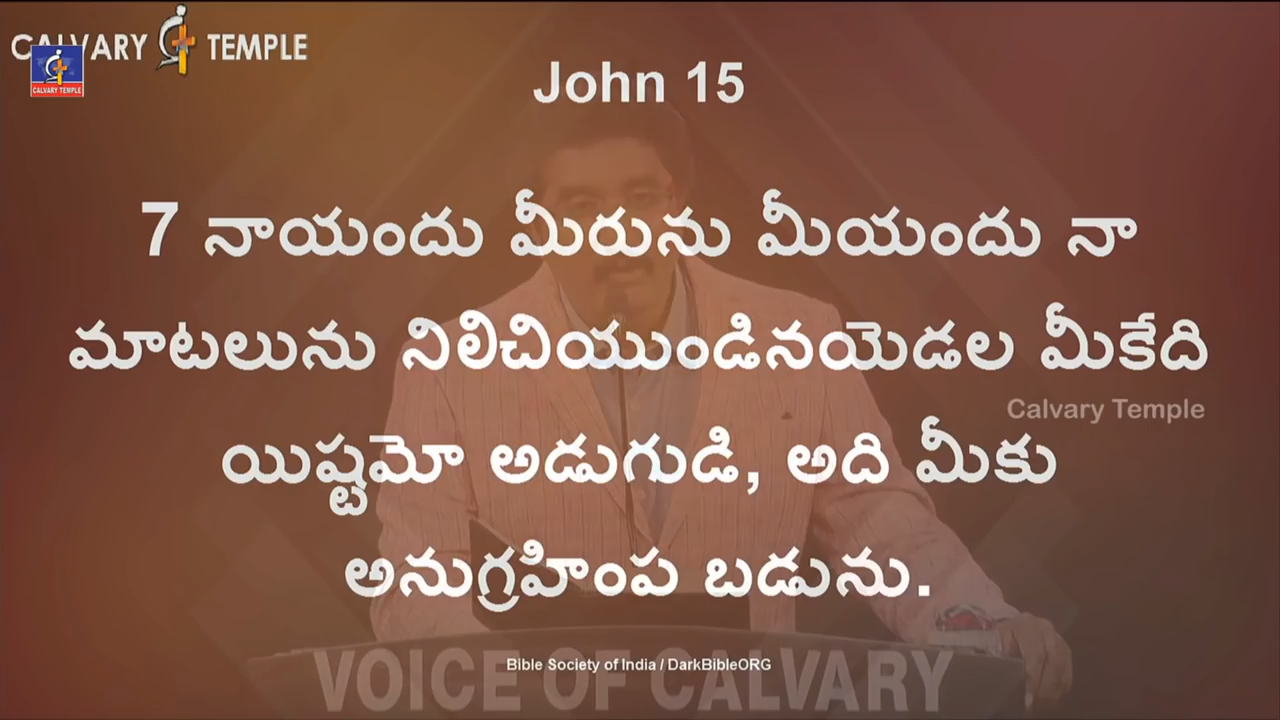 CALVARY TEMPLE
CALVARY TEMPLE
John 15
7 నాయందు మీరును మీయందు నా
మాటలును నిలిచియుండినయెడల మీకేది
Calvary Temple
యిష్టమో అడుగుడి, అది మీకు
అనుగ్రహింప బడును.
Bible Society of India / DarkBibleORG
VOICE OF CALVARY